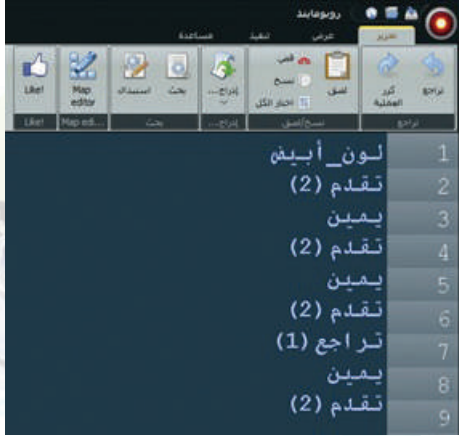 روبومايند
تحرير عرض تنفيذ مساعدة
تراجع كرر العملية
لصق قص نسخ اختيار الكل
إدراج...
بحث استبدال
Map editor
Like!
تراجع نسخ/لصق إدراج... بحث Map edi... Like!
1 لون_أبيض
2 تقدم (2)
3 يمين
4 تقدم (2)
5 يمين
6 تقدم (2)
7 تراجع (1)
8 يمين
9 تقدم (2)